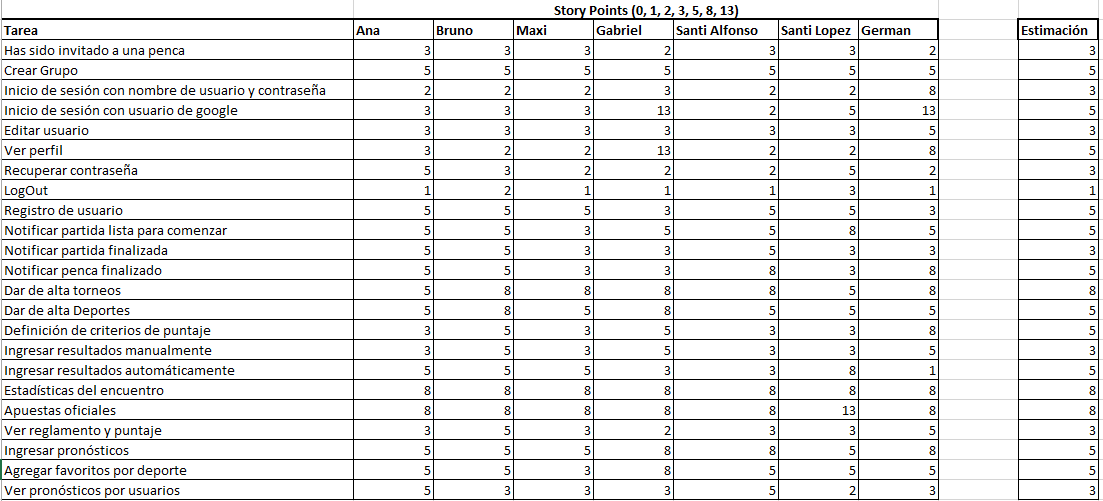 Story Points (0, 1, 2, 3, 5, 8, 13)
Tarea Ana Bruno Maxi Gabriel Santi Alfonso Santi Lopez German Estimación
Has sido invitado a una penca 3 3 3 2 3 3 2 3
Crear Grupo 5 5 5 5 5 5 5 5
Inicio de sesión con nombre de usuario y contraseña 2 2 2 3 2 2 8 3
Inicio de sesión con usuario de google 3 3 3 13 2 5 13 5
Editar usuario 3 3 3 3 3 3 5 3
Ver perfil 3 2 2 13 2 2 8 5
Recuperar contraseña 5 3 2 2 2 5 2 3
LogOut 1 2 1 1 1 3 1 1
Registro de usuario 5 5 5 3 5 5 3 5
Notificar partida lista para comenzar 5 5 3 5 5 8 5 5
Notificar partida finalizada 5 5 3 3 5 3 3 3
Notificar penca finalizado 5 5 3 3 8 3 8 5
Dar de alta torneos 5 8 8 8 8 5 8 8
Dar de alta Deportes 5 8 5 8 5 5 5 5
Definición de criterios de puntaje 3 5 3 5 3 3 8 5
Ingresar resultados manualmente 3 5 3 5 3 3 5 3
Ingresar resultados automáticamente 5 5 5 3 3 8 1 5
Estadísticas del encuentro 8 8 8 8 8 8 8 8
Apuestas oficiales 8 8 8 8 8 13 8 8
Ver reglamento y puntaje 3 5 3 2 3 3 5 3
Ingresar pronósticos 5 5 5 8 8 5 8 5
Agregar favoritos por deporte 5 5 3 8 5 5 5 5
Ver pronósticos por usuarios 5 3 3 3 5 2 3 3